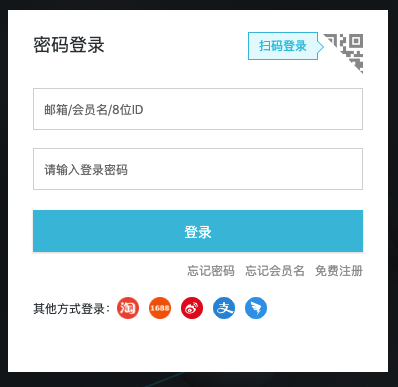 密码登录
扫码登录
邮箱/会员名/8位ID
请输入登录密码
登录
忘记密码 忘记会员名 免费注册
其他方式登录： 淘 1688 支